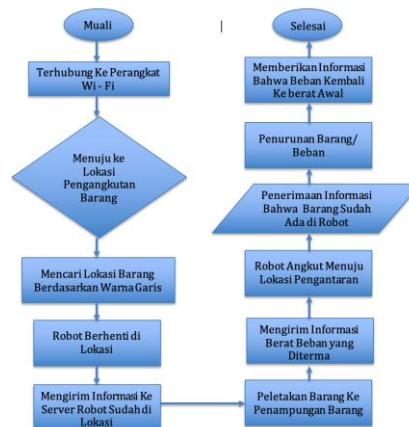 Muali
Terhubung Ke Perangkat
Wi - Fi
Menuju ke
Lokasi
Pengangkutan
Barang
Mencari Lokasi Barang
Berdasarkan Warna Garis
Robot Berhenti di
Lokasi
Mengirim Informasi Ke
Server Robot Sudah di
Lokasi
Peletakan Barang Ke
Penampungan Barang
Mengirim Informasi
Berat Beban yang
Diterma
Robot Angkut Menuju
Lokasi Pengantaran
Penerimaan Informasi
Bahwa Barang Sudah
Ada di Robot
Penurunan Barang/
Beban
Memberikan Informasi
Bahwa Beban Kembali
Ke berat Awal
Selesai